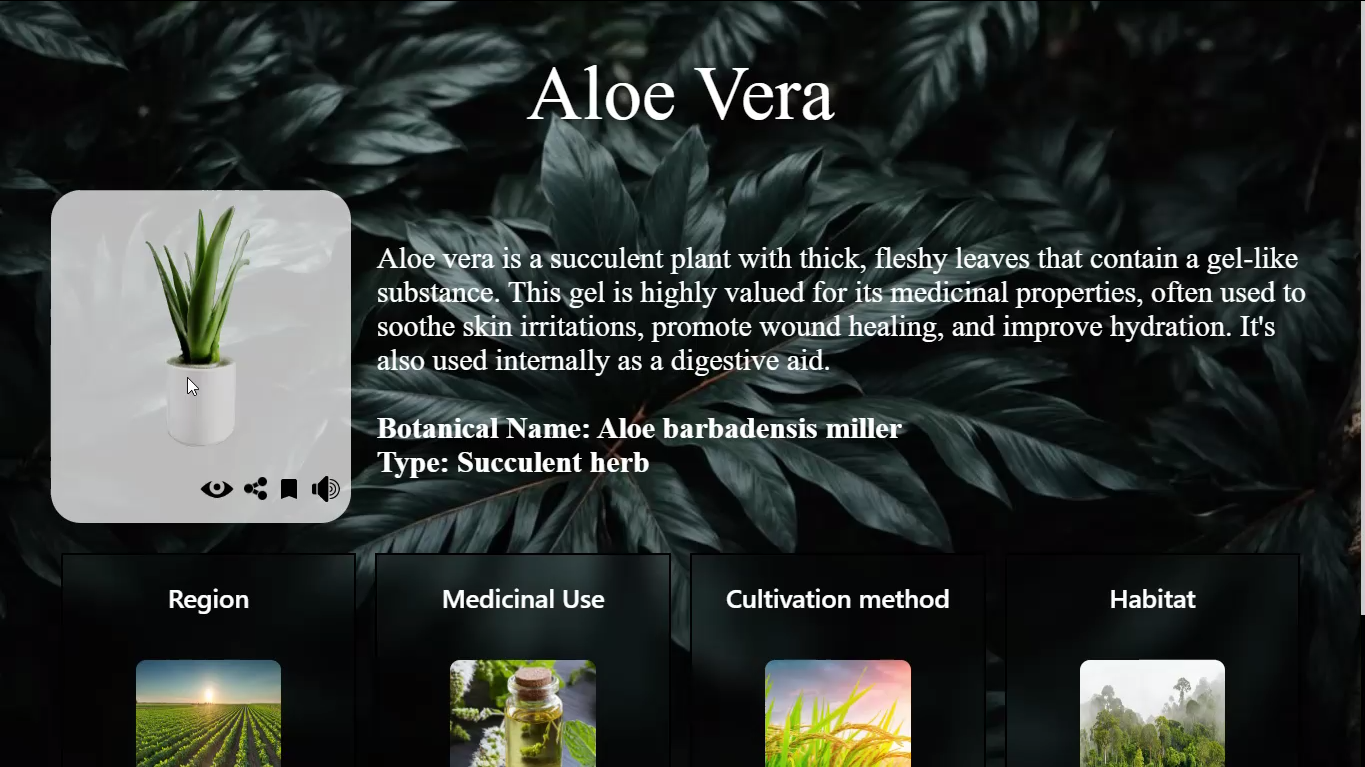 Aloe Vera
Aloe vera is a succulent plant with thick, fleshy leaves that contain a gel-like
substance. This gel is highly valued for its medicinal properties, often used to
soothe skin irritations, promote wound healing, and improve hydration. It's
also used internally as a digestive aid.
Botanical Name: Aloe barbadensis miller
Type: Succulent herb
Region
Medicinal Use
Cultivation method
Habitat